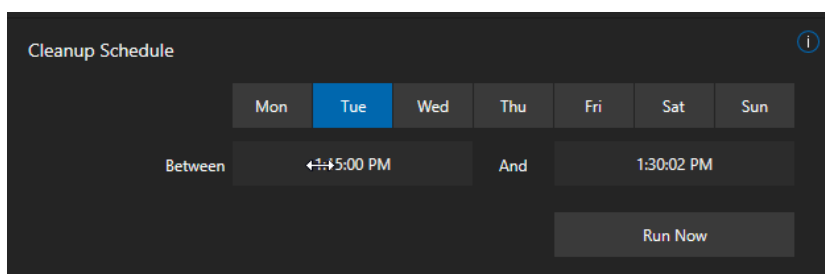 Cleanup Schedule
Mon Tue Wed Thu Fri Sat Sun
Between And 1:30:02 PM
Run Now